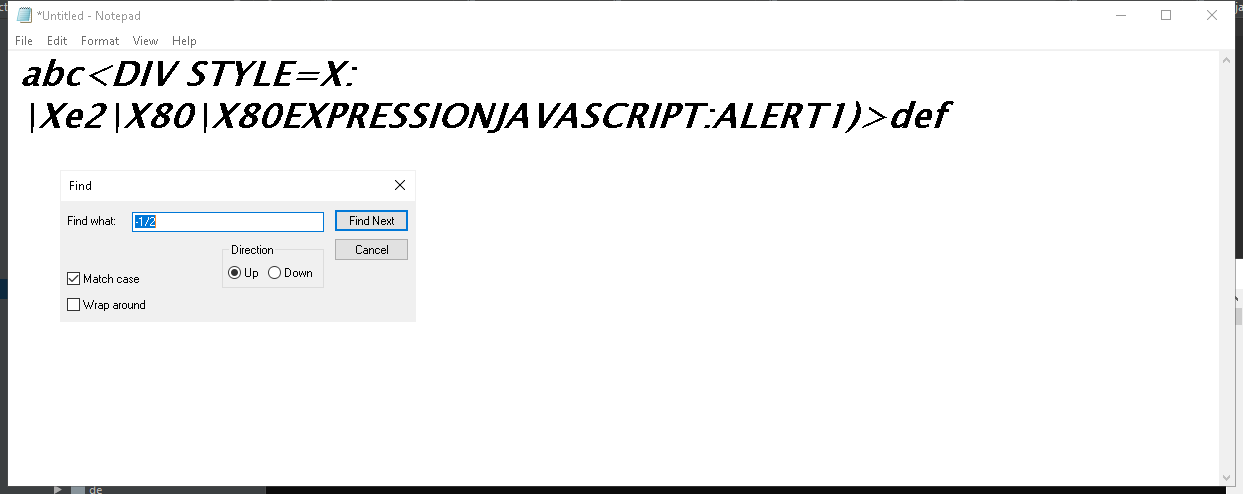 *Untitled - Notepad
File Edit Format View Help
abc<DIV STYLE=X:
|Xe2|X80|X80EXPRESSIONJAVASCRIPT:ALERT1)>def
Find
Find what: -1/2 Find Next
Direction Cancel
Up Down
Match case
Wrap around
de